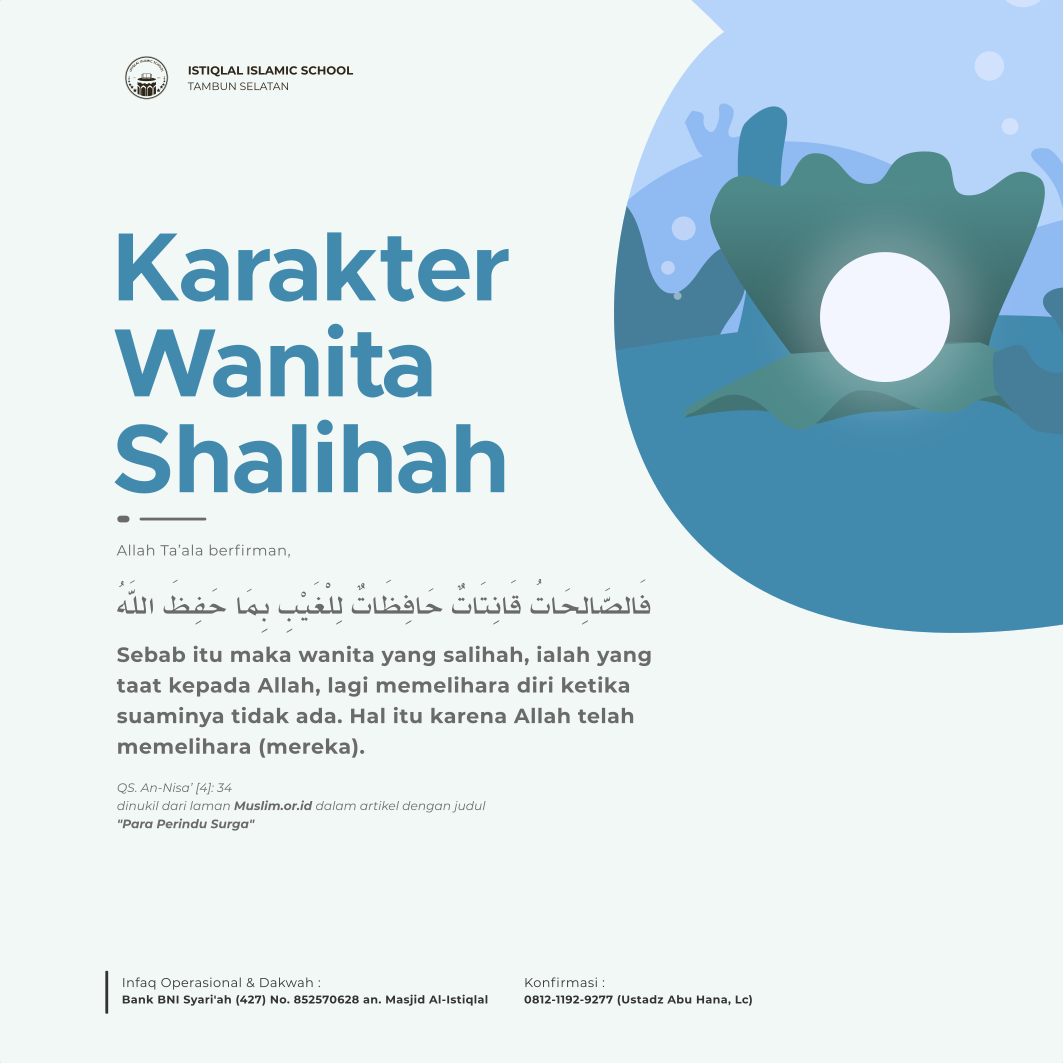 ISTIQLAL ISLAMIC SCHOOL
TAMBUN SELATAN
Karakter
Wanita
Shalihah
Allah Ta'ala berfirman,
فَالصَّالِحَاتُ قَانِتَاتٌ حَافِظَاتٌ لِلْغَيْبِ بِمَا حَفِظَ اللَّهُ
Sebab itu maka wanita yang salihah, ialah yang
taat kepada Allah, lagi memelihara diri ketika
suaminya tidak ada. Hal itu karena Allah telah
memelihara (mereka).
QS. An-Nisa' [4]: 34
dinukil dari laman Muslim.or.id dalam artikel dengan judul
"Para Perindu Surga"
Infaq Operasional & Dakwah :
Bank BNI Syari'ah (427) No. 852570628 an. Masjid Al-Istiqlal
Konfirmasi :
0812-1192-9277 (Ustadz Abu Hana, Lc)